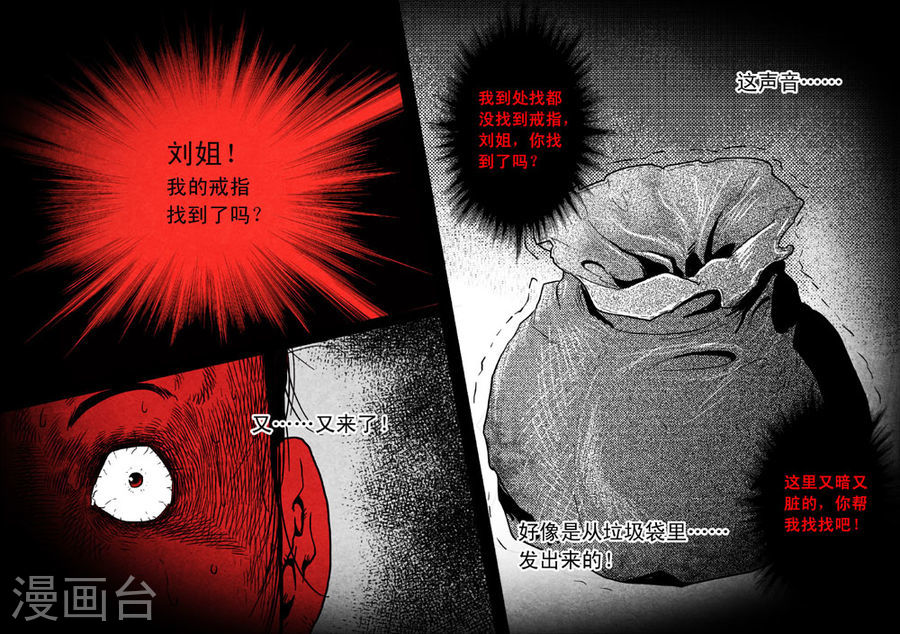 刘姐！
我的戒指
找到了吗？
又……又来了！
这声音……
我到处找都
没找到戒指，
刘姐，你找
到了吗？
这里又暗又
脏的，你帮
我找找吧！
好像是从垃圾袋里……
发出来的！
漫画台